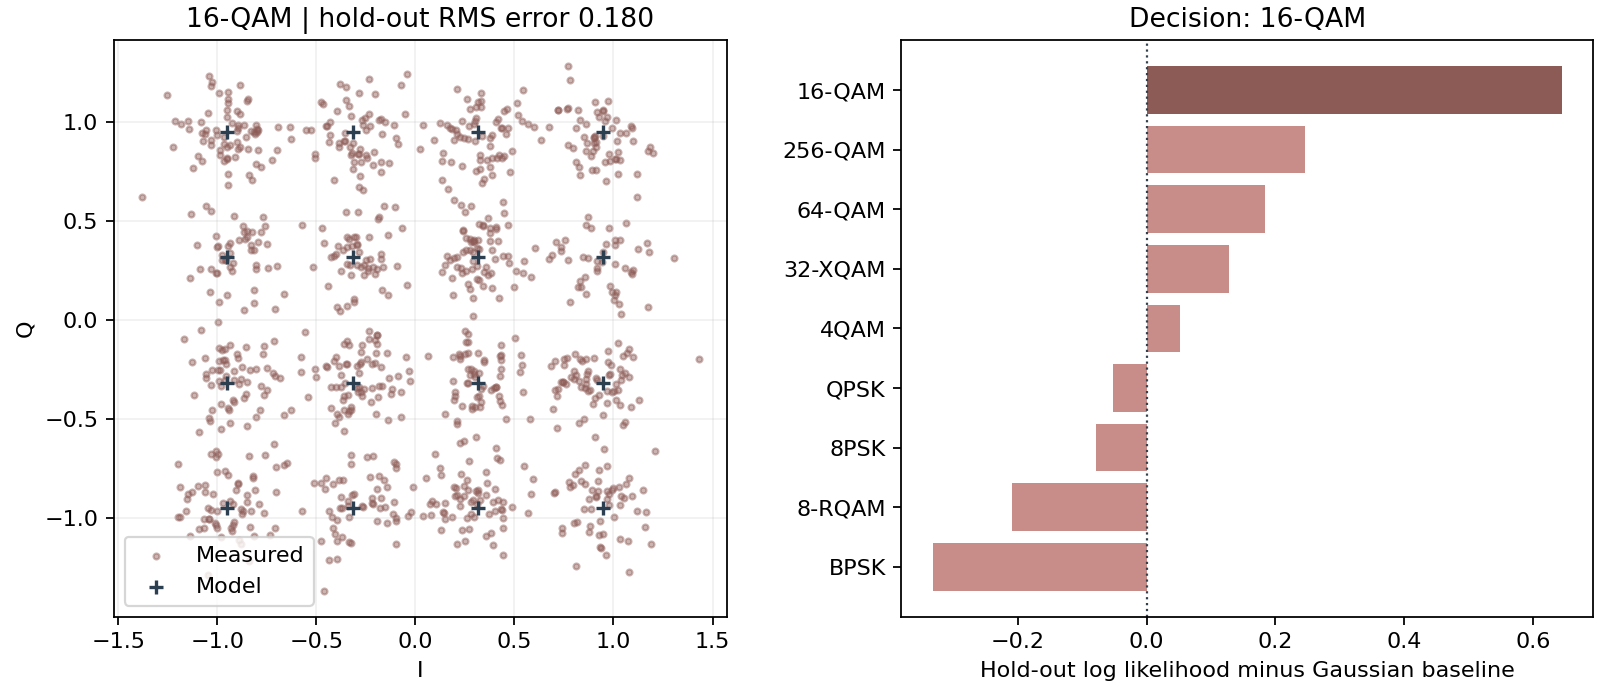 16-QAM | hold-out RMS error 0.180
1.0
0.5
0.0
−0.5
−1.0
Q
Measured
Model
−1.5
−1.0
−0.5
0.0
0.5
1.0
1.5
I
Decision: 16-QAM
16-QAM
256-QAM
64-QAM
32-XQAM
4QAM
QPSK
8PSK
8-RQAM
BPSK
−0.2
0.0
0.2
0.4
0.6
Hold-out log likelihood minus Gaussian baseline